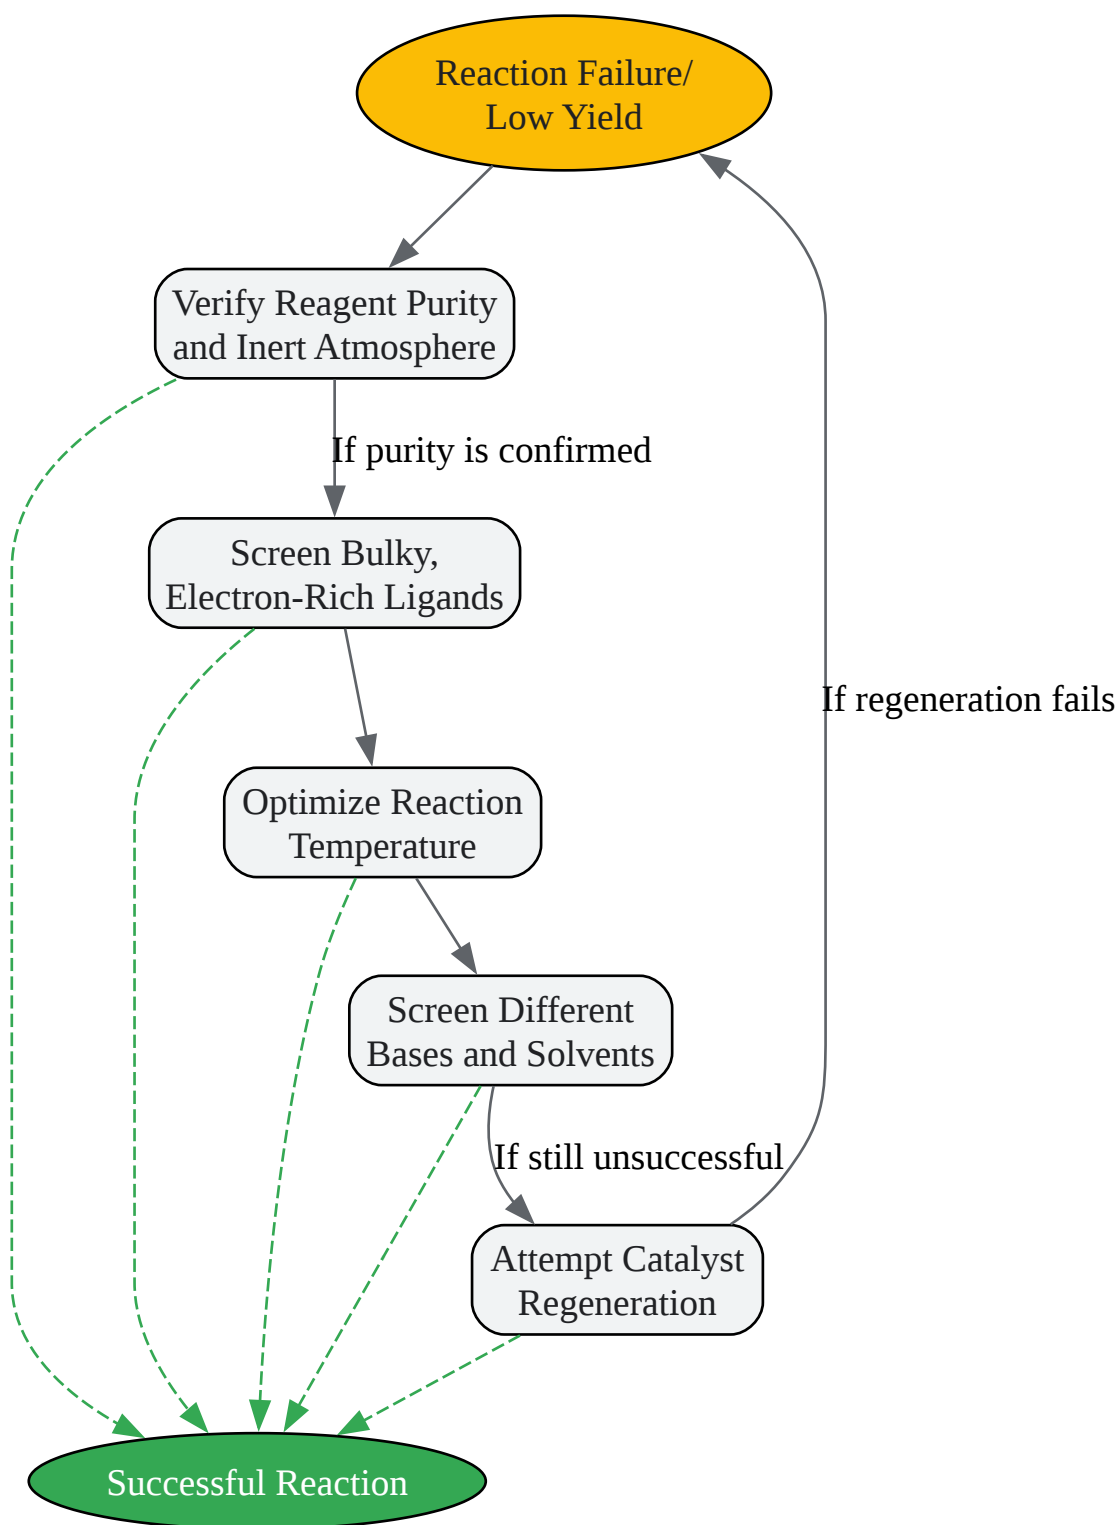 Reaction Failure/
Low Yield
Verify Reagent Purity
and Inert Atmosphere
If purity is confirmed
Screen Bulky,
Electron-Rich Ligands
If regeneration fails
Optimize Reaction
Temperature
Screen Different
Bases and Solvents
If still unsuccessful
Attempt Catalyst
Regeneration
Successful Reaction